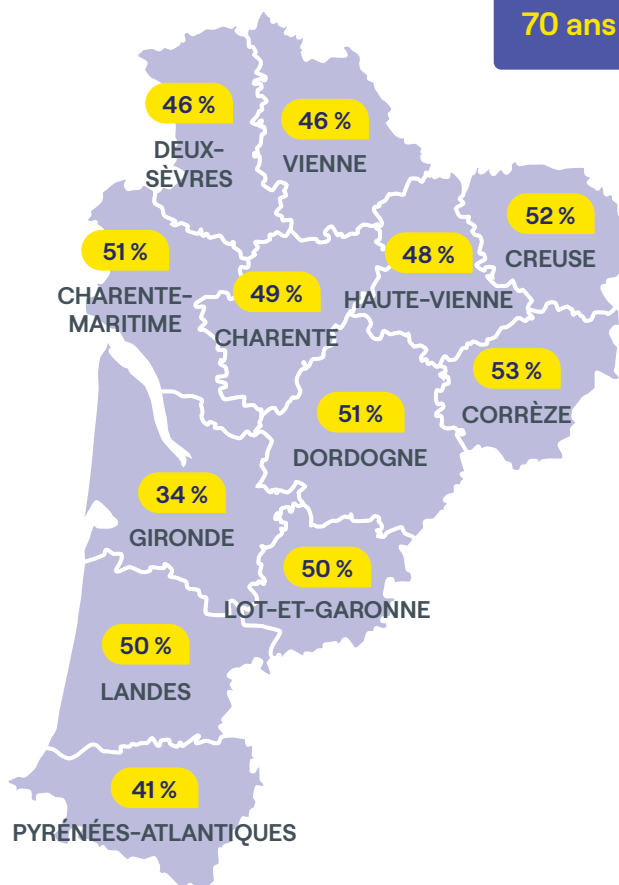 70 ans
46 %
DEUX-
SÈVRES
46 %
VIENNE
52 %
CREUSE
51 %
CHARENTE-
MARITIME
49 %
CHARENTE
48 %
HAUTE-VIENNE
53 %
CORRÈZE
51 %
DORDOGNE
34 %
GIRONDE
50 %
LOT-ET-GARONNE
50 %
LANDES
41 %
PYRÉNÉES-ATLANTIQUES